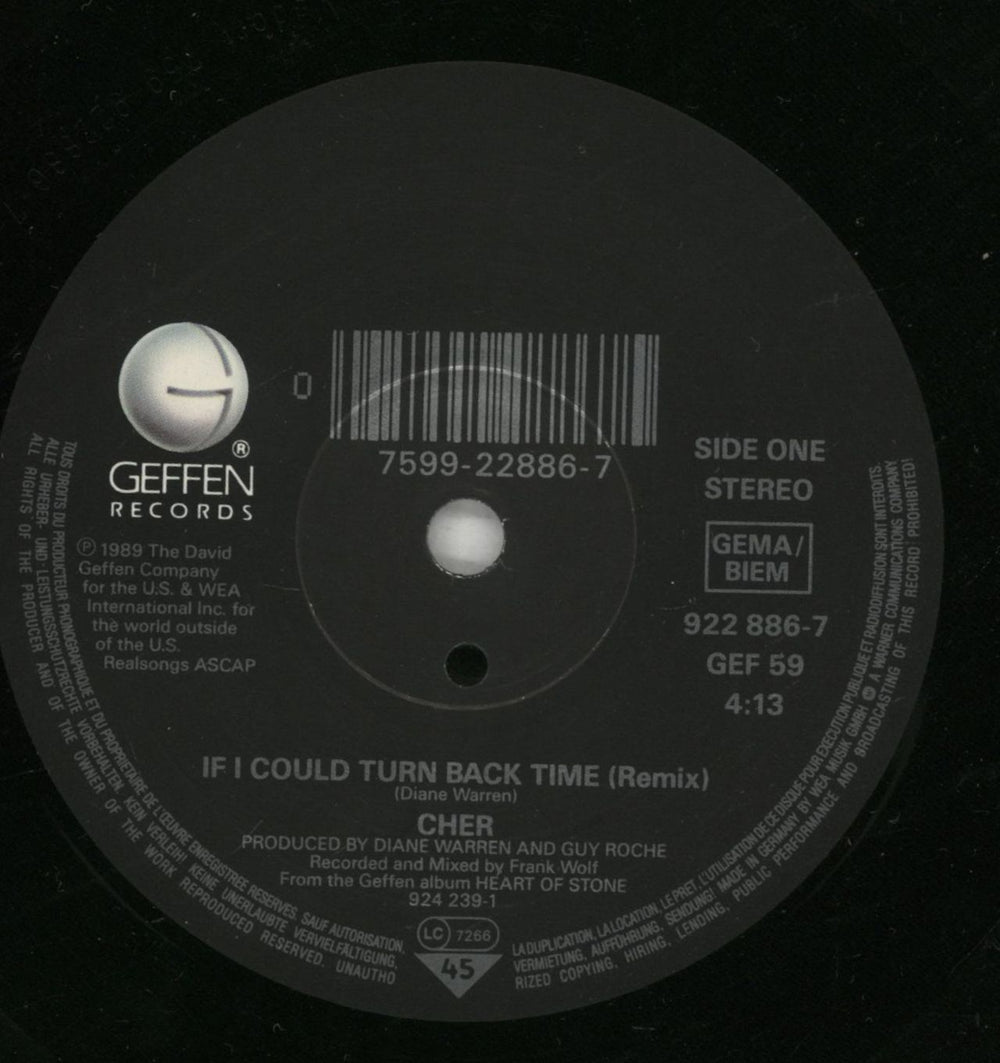 0
7599-22886-7
®
GEFFEN
RECORDS
℗ 1989 The David
Geffen Company
for the U.S. & WEA
International Inc. for
the world outside
of the U.S.
Realsongs ASCAP
SIDE ONE
STEREO
GEMA/
BIEM
922 886-7
GEF 59
4:13
IF I COULD TURN BACK TIME (Remix)
(Diane Warren)
CHER
PRODUCED BY DIANE WARREN AND GUY ROCHE
Recorded and Mixed by Frank Wolf
From the Geffen album HEART OF STONE
924 239-1
LC 7266
45
TOUS DROITS DU PRODUCTEUR PHONOGRAPHIQUE ET DU PROPRIETAIRE DE L'ŒUVRE ENREGISTREE RESERVES. SAUF AUTORISATION, LA DUPLICATION, LA LOCATION, LE PRET, L'UTILISATION DE CE DISQUE POUR EXECUTION PUBLIQUE ET RADIODIFFUSION SONT INTERDITS.
ALLE URHEBER- UND LEISTUNGSSCHUTZRECHTE VORBEHALTEN. KEIN VERLEIH! KEINE UNERLAUBTE VERVIELFÄLTIGUNG, VERMIETUNG, AUFFÜHRUNG, SENDUNG! MADE IN GERMANY BY WEA MUSIK GMBH A WARNER COMMUNICATIONS COMPANY
ALL RIGHTS OF THE PRODUCER AND OF THE OWNER OF THE WORK REPRODUCED RESERVED. UNAUTHORIZED COPYING, HIRING, LENDING, PUBLIC PERFORMANCE AND BROADCASTING OF THIS RECORD PROHIBITED!